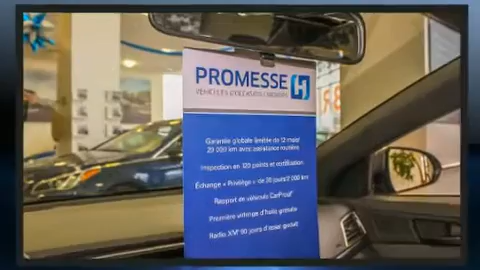 PROMESSE H
VÉHICULES D'OCCASION CERTIFIÉS
Garantie globale limitée de 12 mois/
20 000 km avec assistance routière
Inspection en 120 points et certification
Échange « Privilège » de 30 jours/2 000 km
Rapport de véhicule CarProof
Première vidange d'huile gratuite
Radio XM® 90 jours d'essai gratuit